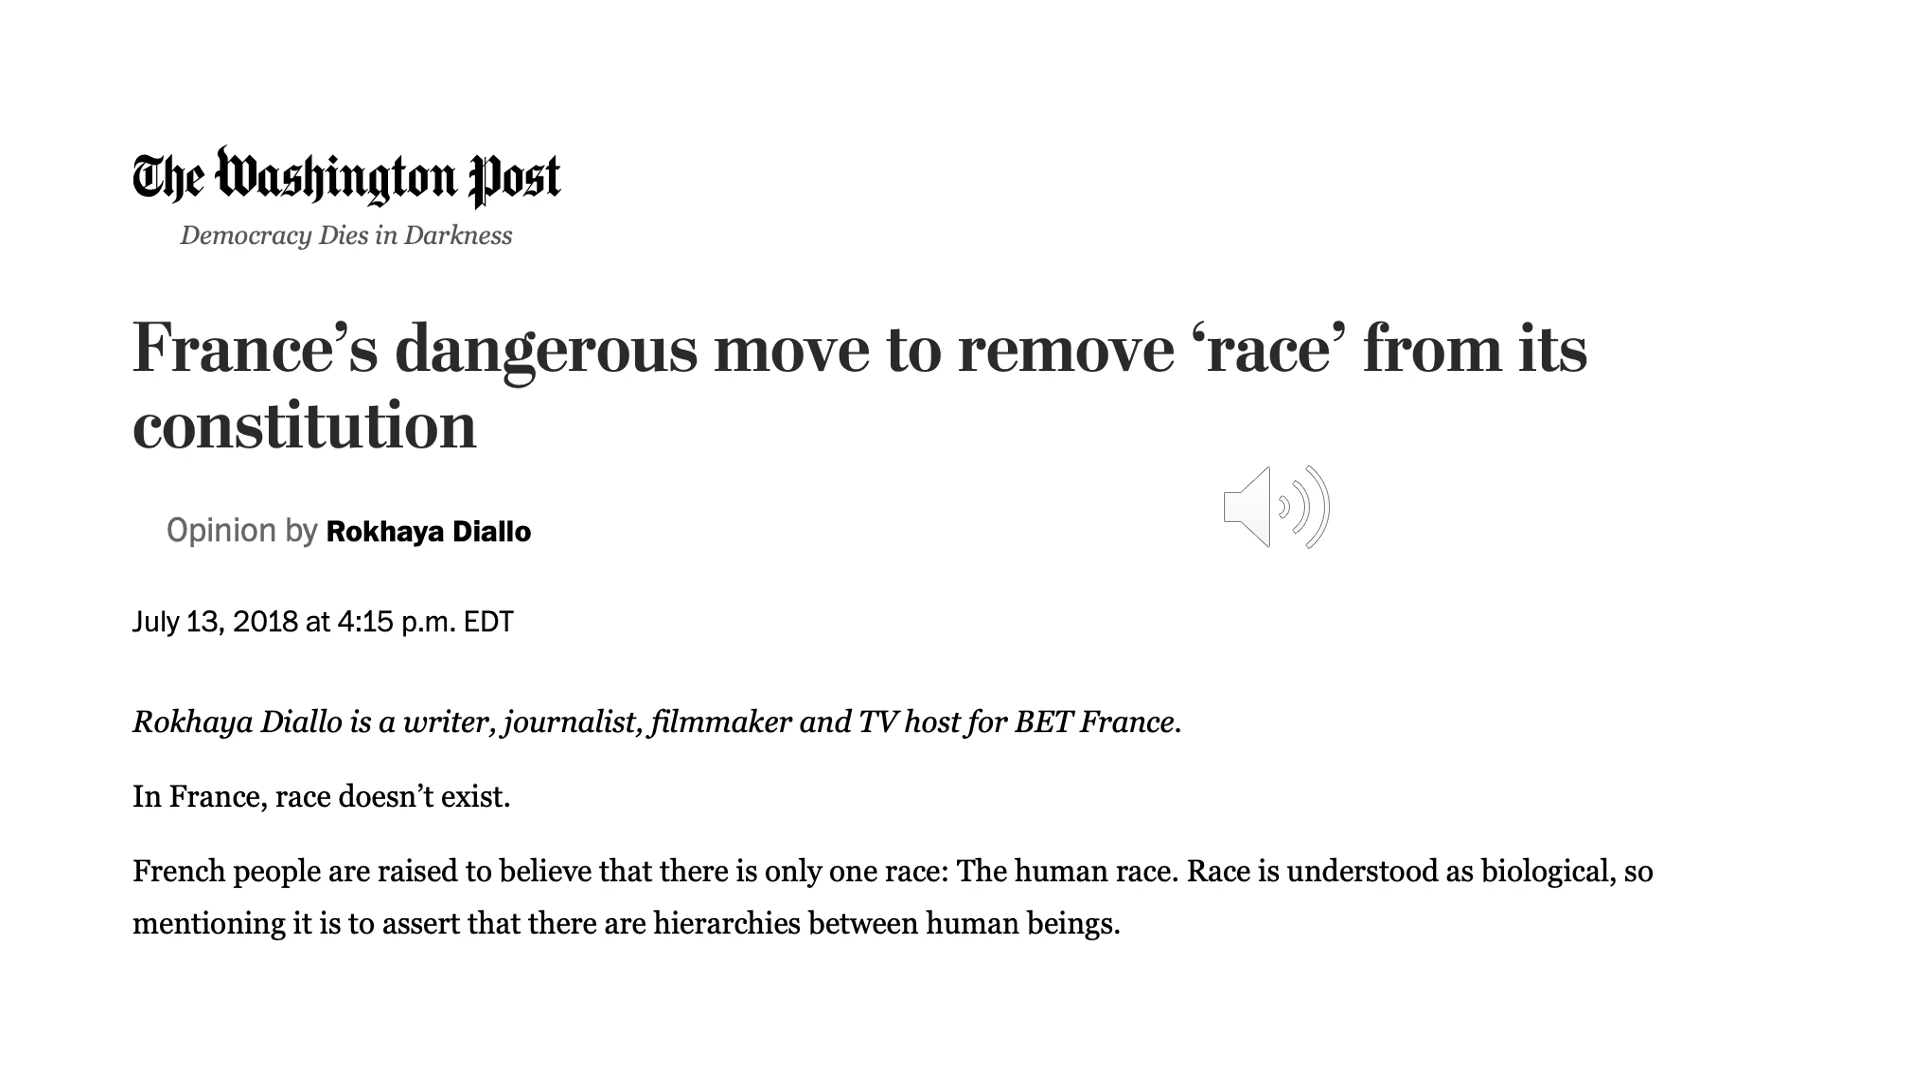 The Washington Post
Democracy Dies in Darkness
France’s dangerous move to remove ‘race’ from its
constitution
Opinion by Rokhaya Diallo
July 13, 2018 at 4:15 p.m. EDT
Rokhaya Diallo is a writer, journalist, filmmaker and TV host for BET France.
In France, race doesn’t exist.
French people are raised to believe that there is only one race: The human race. Race is understood as biological, so
mentioning it is to assert that there are hierarchies between human beings.